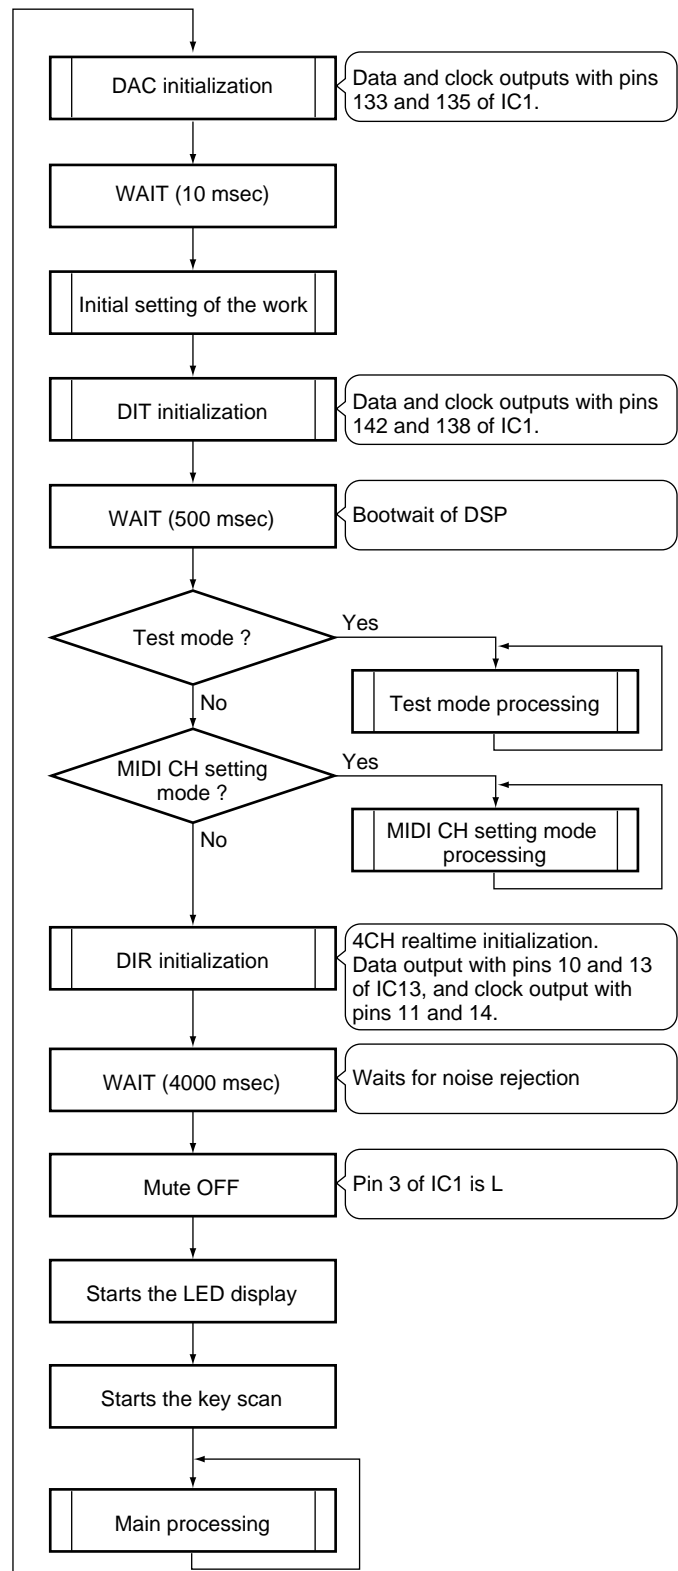 DAC initialization
Data and clock outputs with pins
133 and 135 of IC1.
WAIT (10 msec)
Initial setting of the work
DIT initialization
Data and clock outputs with pins
142 and 138 of IC1.
WAIT (500 msec)
Bootwait of DSP
Test mode ?
Yes
No
Test mode processing
MIDI CH setting
mode ?
Yes
No
MIDI CH setting mode
processing
DIR initialization
4CH realtime initialization.
Data output with pins 10 and 13
of IC13, and clock output with
pins 11 and 14.
WAIT (4000 msec)
Waits for noise rejection
Mute OFF
Pin 3 of IC1 is L
Starts the LED display
Starts the key scan
Main processing